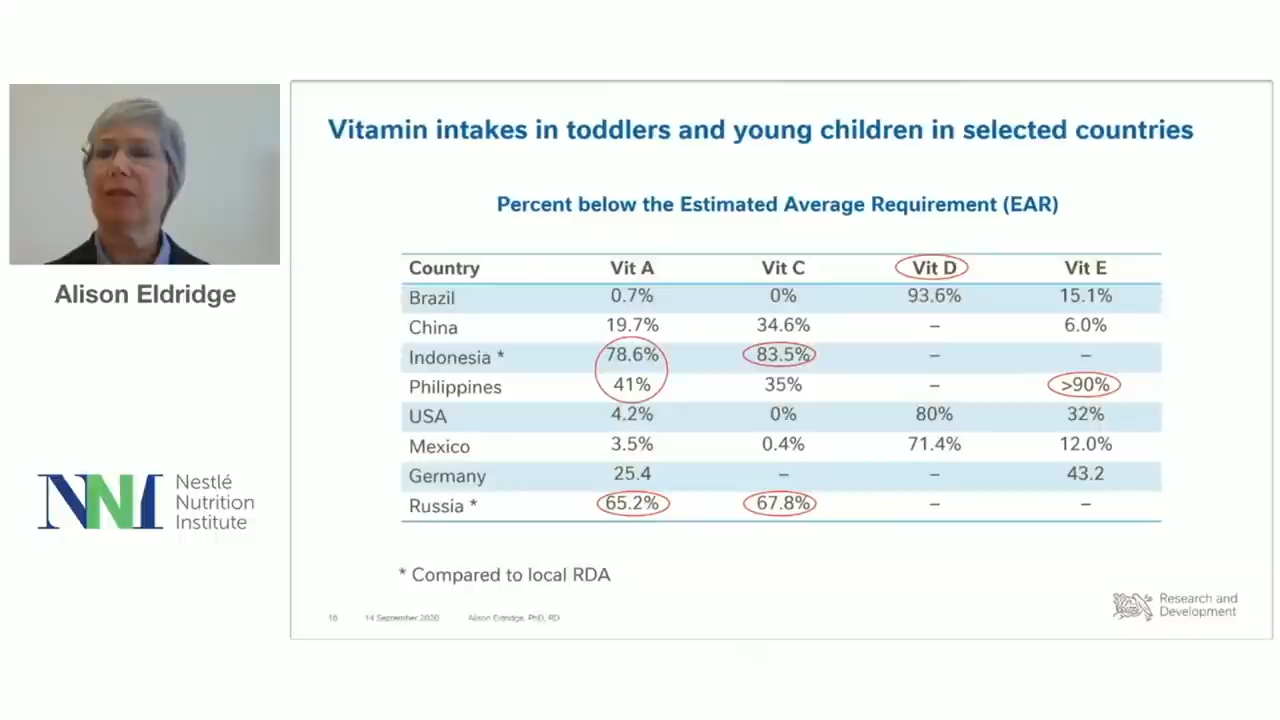 Vitamin intakes in toddlers and young children in selected countries
Percent below the Estimated Average Requirement (EAR)
Country Vit A Vit C Vit D Vit E
Brazil 0.7% 0% 93.6% 15.1%
China 19.7% 34.6% – 6.0%
Indonesia * 78.6% 83.5% – –
Philippines 41% 35% – >90%
USA 4.2% 0% 80% 32%
Mexico 3.5% 0.4% 71.4% 12.0%
Germany 25.4 – – 43.2
Russia * 65.2% 67.8% – –
* Compared to local RDA
16 14 September 2020 Alison Eldridge, PhD, RD
Research and
Development
Alison Eldridge
NNI
Nestlé
Nutrition
Institute